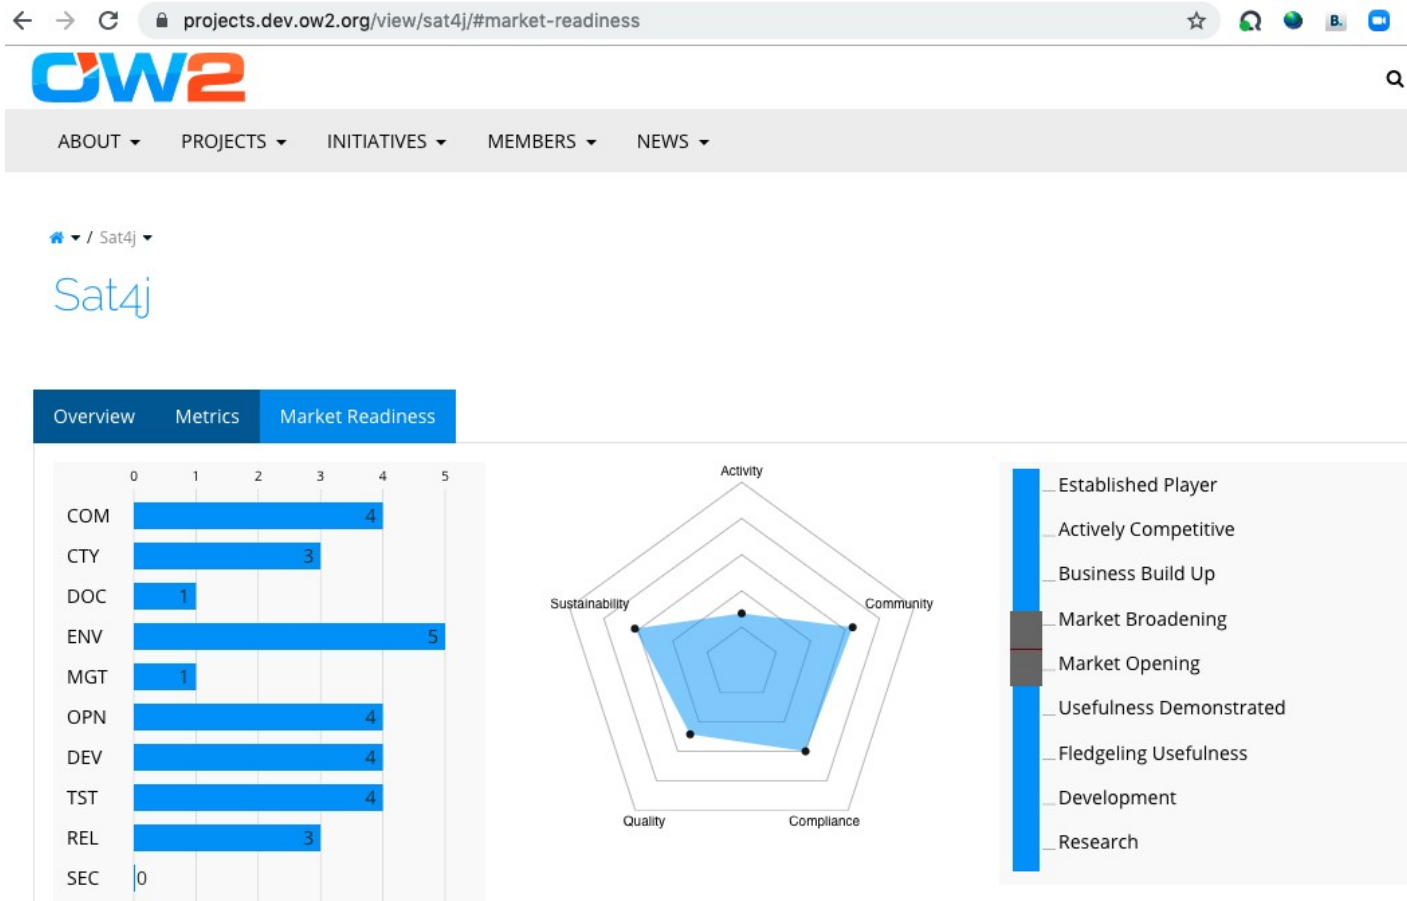 projects.dev.ow2.org/view/sat4j/#market-readiness
B.
OW2
ABOUT PROJECTS INITIATIVES MEMBERS NEWS
/ Sat4j
Sat4j
Overview Metrics Market Readiness
0 1 2 3 4 5
COM 4
CTY 3
DOC 1
ENV 5
MGT 1
OPN 4
DEV 4
TST 4
REL 3
SEC 0
Activity
Sustainability
Community
Quality
Compliance
Established Player
Actively Competitive
Business Build Up
Market Broadening
Market Opening
Usefulness Demonstrated
Fledgeling Usefulness
Development
Research